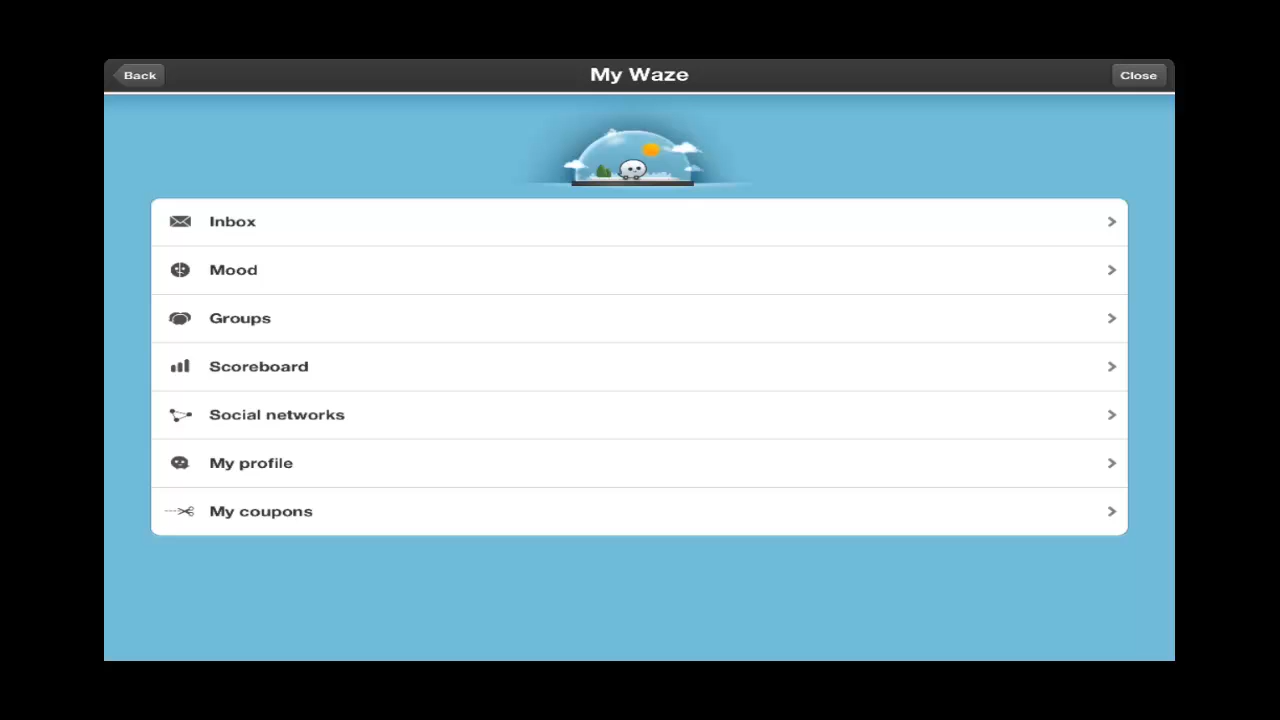 Back
My Waze
Close
Inbox
Mood
Groups
Scoreboard
Social networks
My profile
My coupons